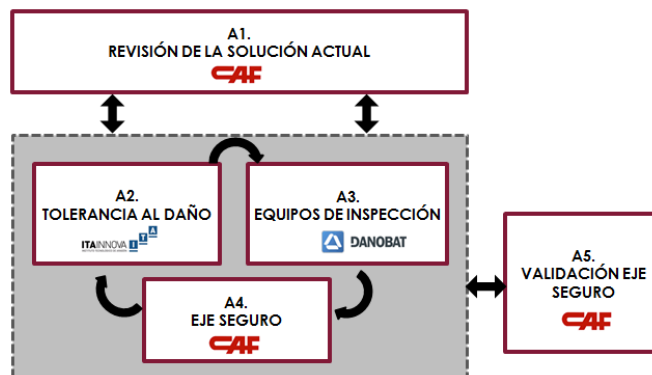 A1.
REVISIÓN DE LA SOLUCIÓN ACTUAL
CAF
A2.
TOLERANCIA AL DAÑO
ITAINNOVA ITA
A3.
EQUIPOS DE INSPECCIÓN
DANOBAT
A4.
EJE SEGURO
CAF
A5.
VALIDACIÓN EJE
SEGURO
CAF